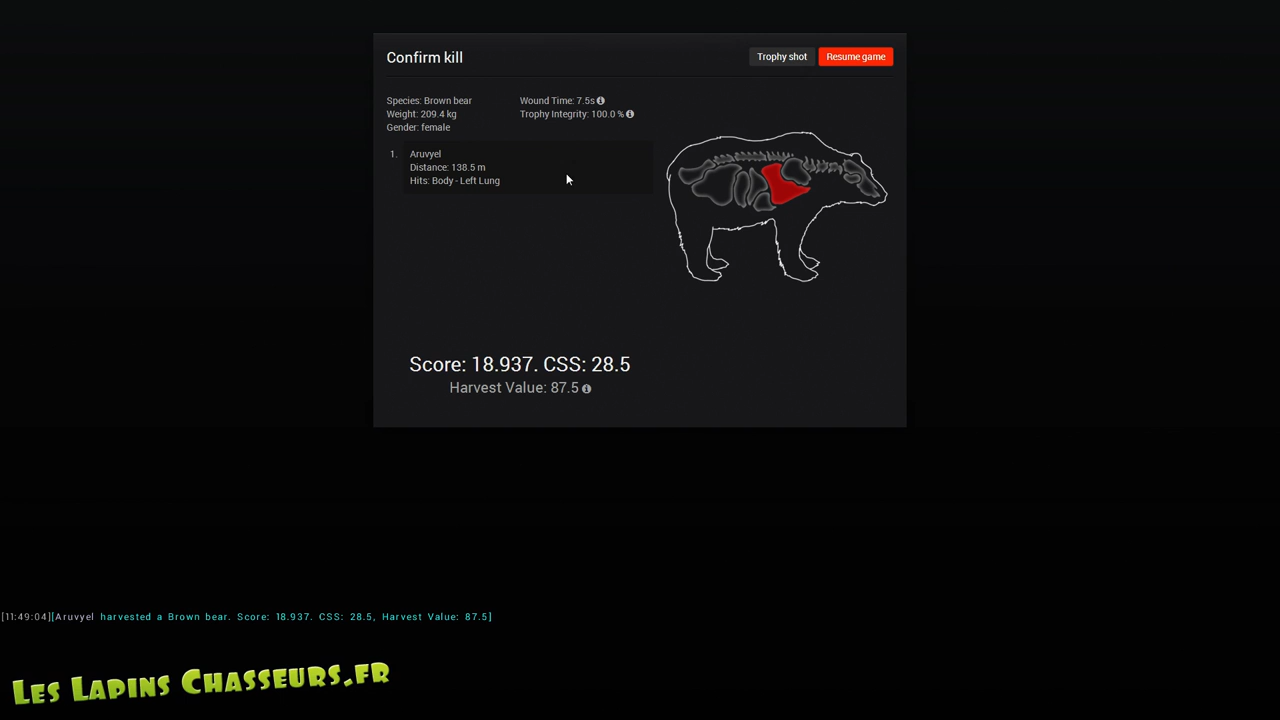 Confirm kill
Trophy shot
Resume game
Species: Brown bear
Weight: 209.4 kg
Gender: female
Wound Time: 7.5s
Trophy Integrity: 100.0 %
1.
Aruvyel
Distance: 138.5 m
Hits: Body - Left Lung
Score: 18.937. CSS: 28.5
Harvest Value: 87.5
[11:49:04][Aruvyel harvested a Brown bear. Score: 18.937. CSS: 28.5, Harvest Value: 87.5]
Les Lapins Chasseurs.fr